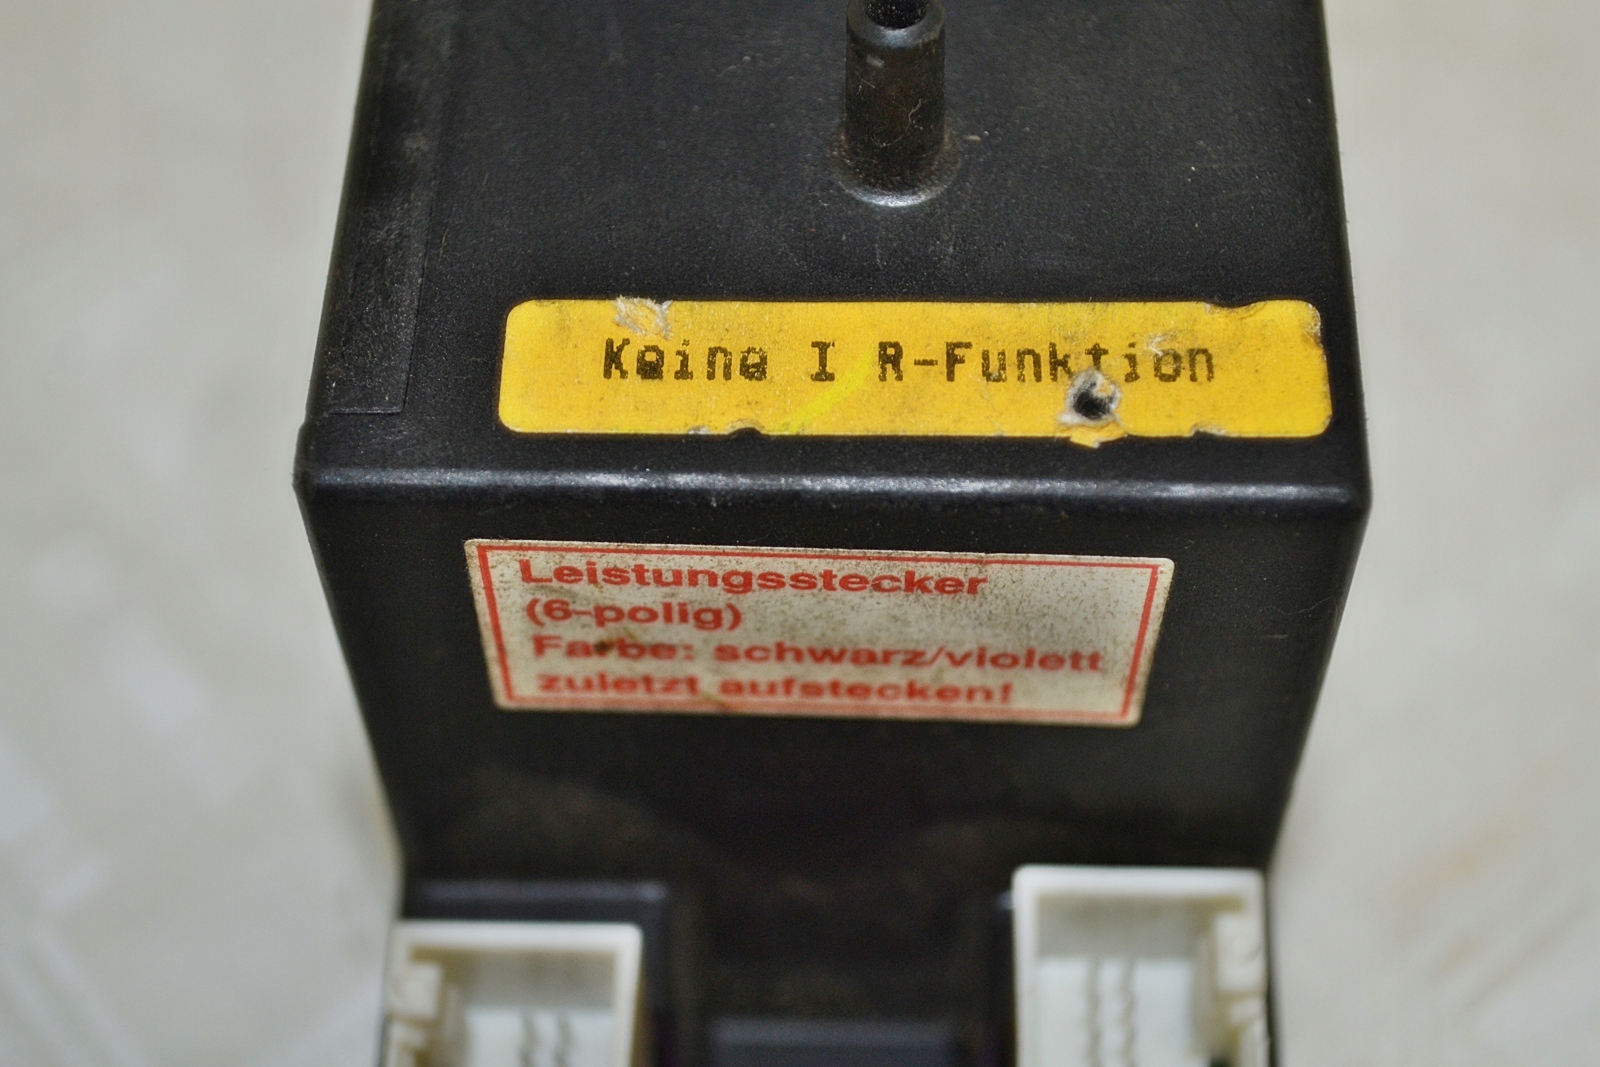 Keine I R-Funktion
Leistungsstecker
(6-polig)
Farbe: schwarz/violett
zuletzt aufstecken!